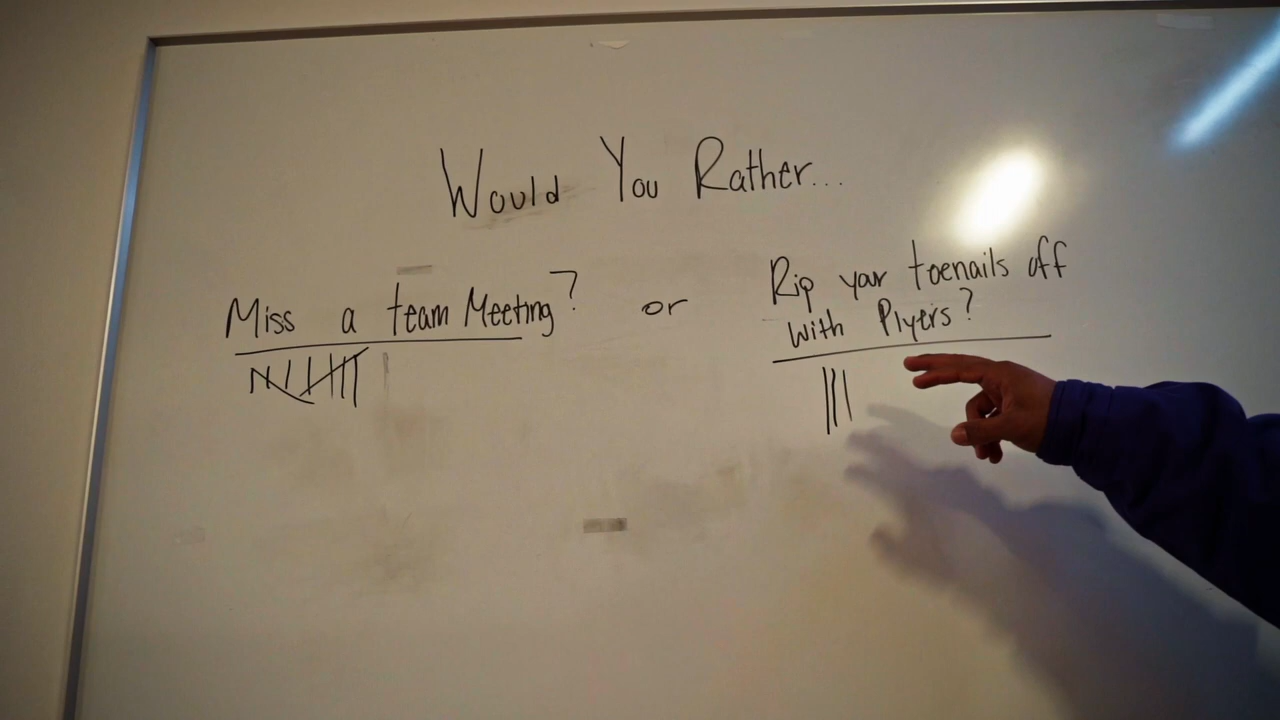 Would You Rather...
Miss a team Meeting? or Rip your toenails off
with Plyers?